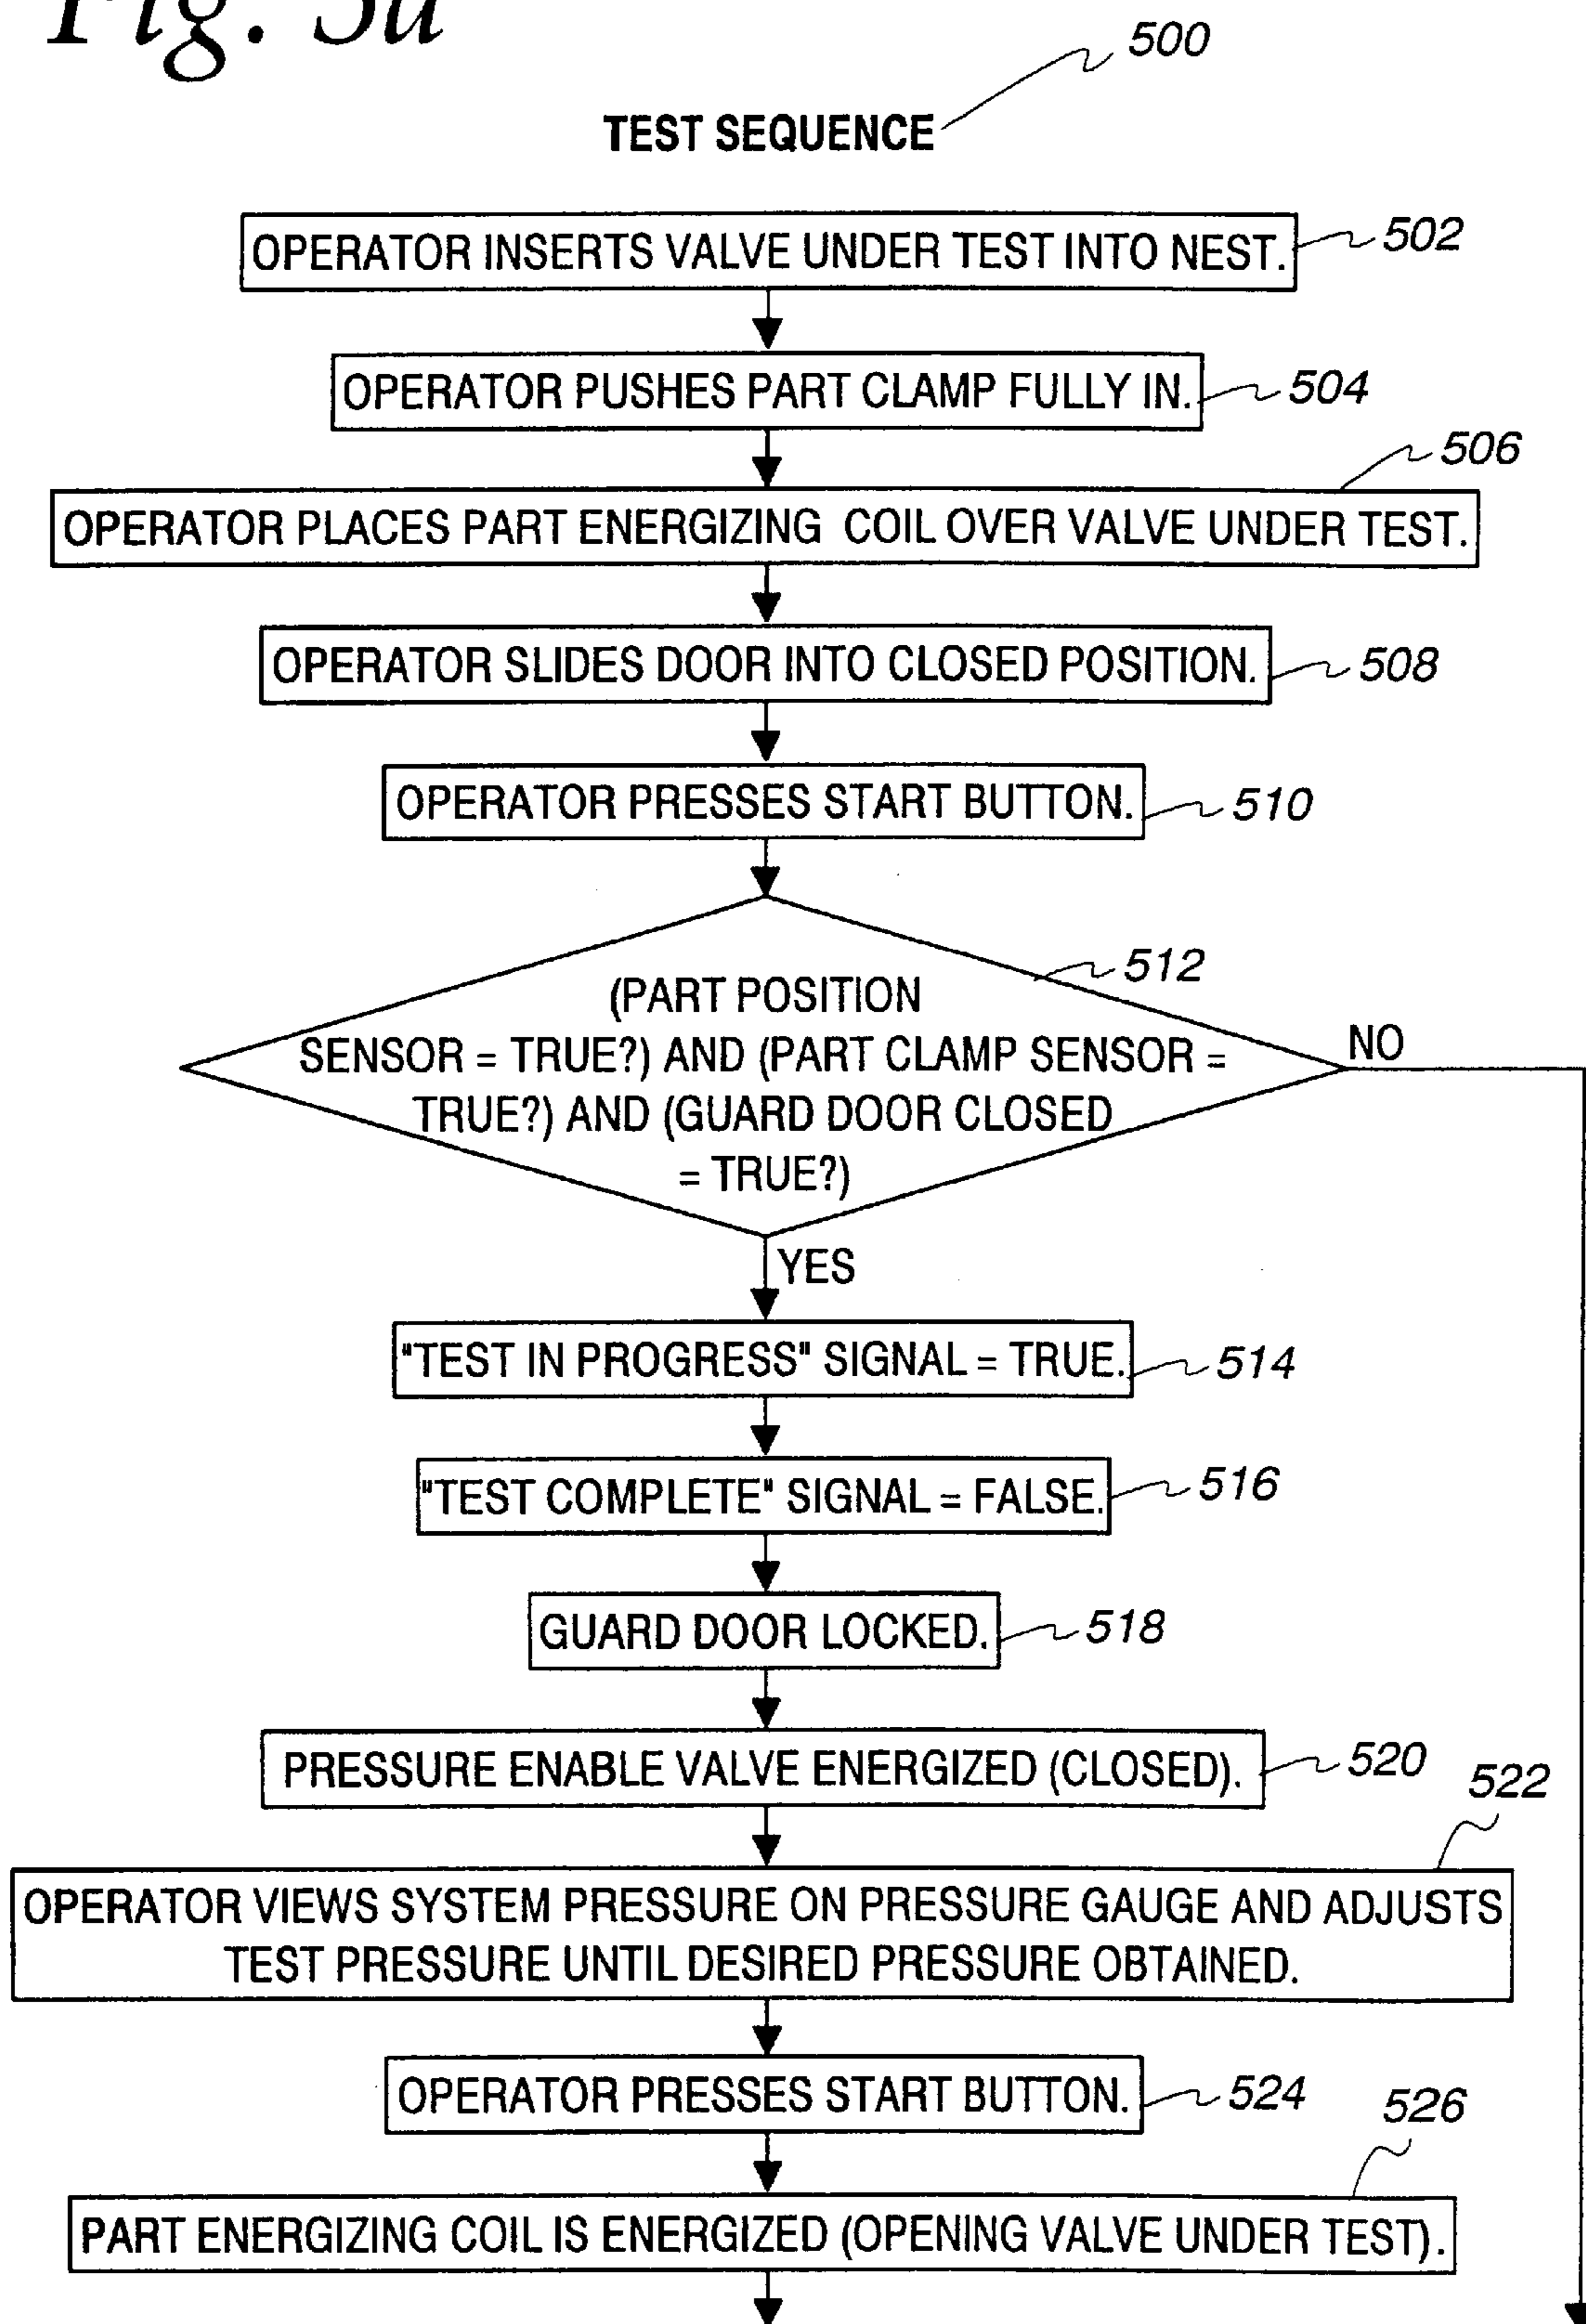 Fig. 5a
500
TEST SEQUENCE
OPERATOR INSERTS VALVE UNDER TEST INTO NEST.
502
OPERATOR PUSHES PART CLAMP FULLY IN.
504
506
OPERATOR PLACES PART ENERGIZING COIL OVER VALVE UNDER TEST.
OPERATOR SLIDES DOOR INTO CLOSED POSITION.
508
OPERATOR PRESSES START BUTTON.
510
512
(PART POSITION
SENSOR = TRUE?) AND (PART CLAMP SENSOR =
TRUE?) AND (GUARD DOOR CLOSED
= TRUE?)
NO
YES
"TEST IN PROGRESS" SIGNAL = TRUE.
514
"TEST COMPLETE" SIGNAL = FALSE.
516
GUARD DOOR LOCKED.
518
PRESSURE ENABLE VALVE ENERGIZED (CLOSED).
520
522
OPERATOR VIEWS SYSTEM PRESSURE ON PRESSURE GAUGE AND ADJUSTS
TEST PRESSURE UNTIL DESIRED PRESSURE OBTAINED.
OPERATOR PRESSES START BUTTON.
524
526
PART ENERGIZING COIL IS ENERGIZED (OPENING VALVE UNDER TEST).